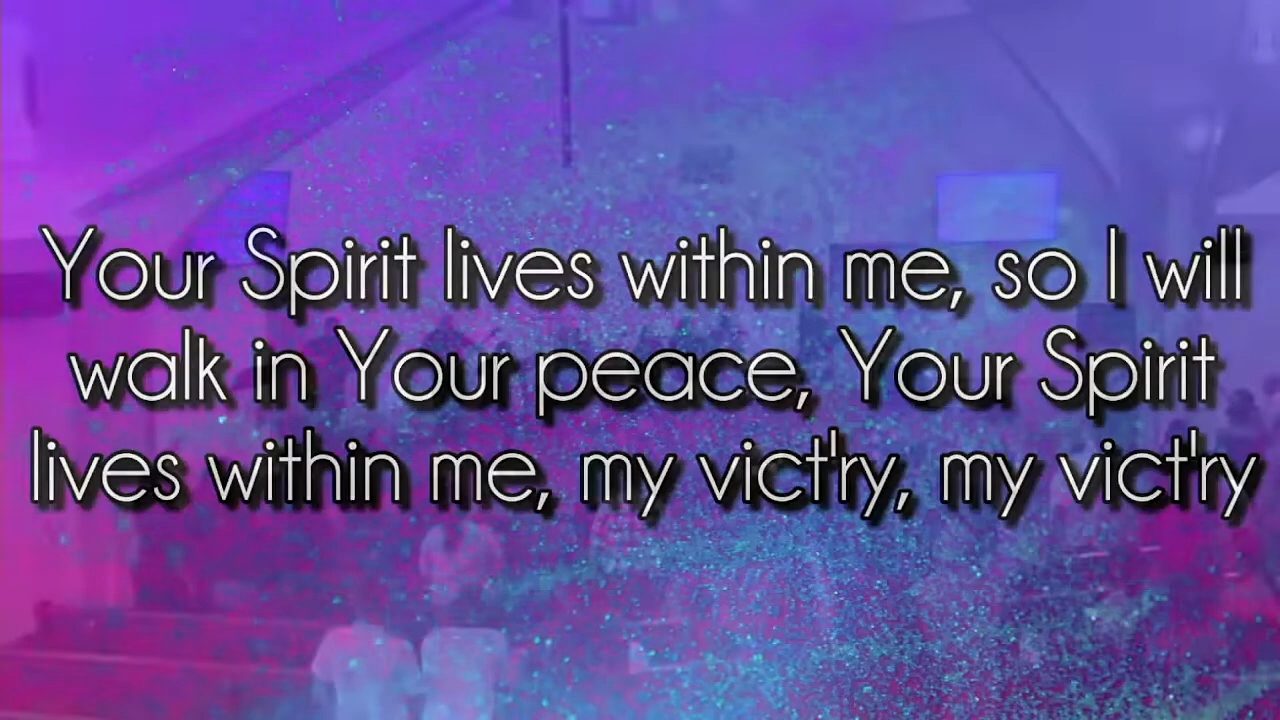 Your Spirit lives within me, so I will
walk in Your peace, Your Spirit
lives within me, my vict'ry, my vict'ry